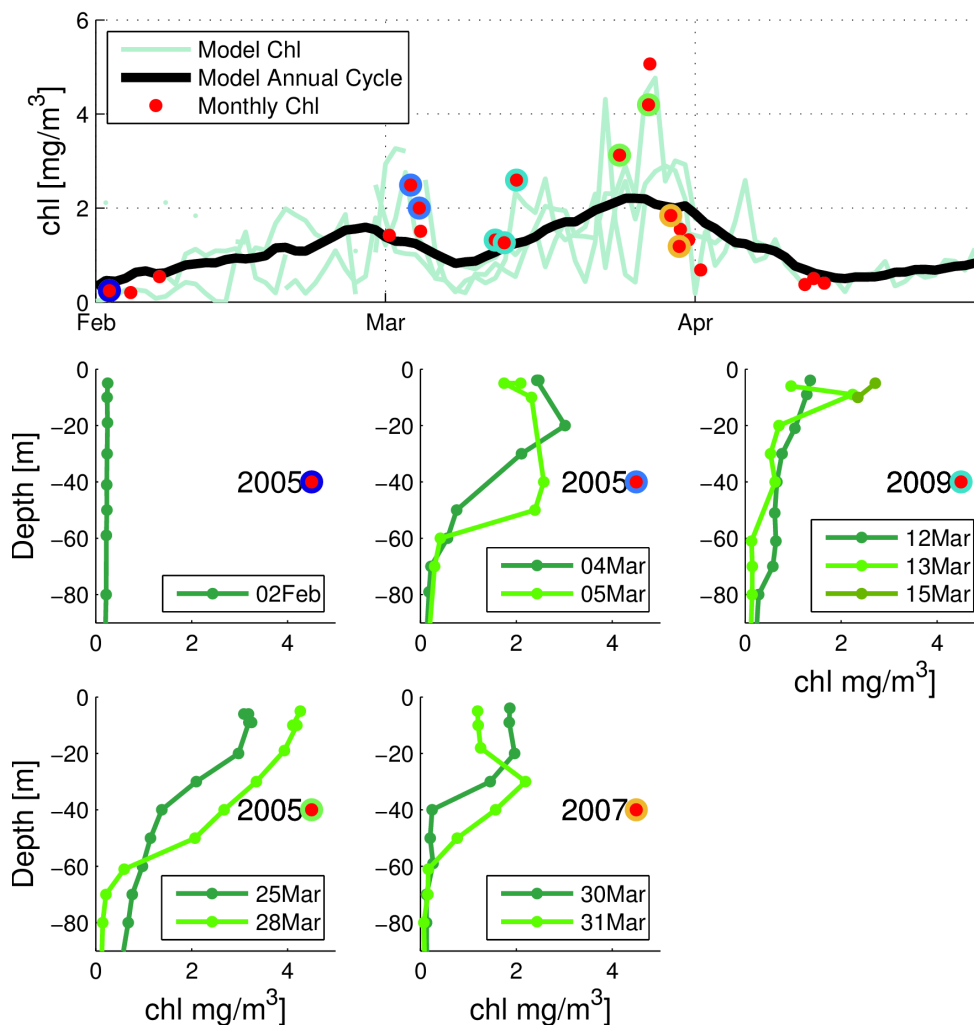 6
4
2
0
chl [mg/m³]
Model Chl
Model Annual Cycle
Monthly Chl
Feb
Mar
Apr
0
−20
−40
−60
−80
Depth [m]
2005
02Feb
0
2
4
0
−20
−40
−60
−80
2005
04Mar
05Mar
0
2
4
0
−20
−40
−60
−80
2009
12Mar
13Mar
15Mar
0
2
4
chl mg/m³]
0
−20
−40
−60
−80
Depth [m]
2005
25Mar
28Mar
0
2
4
chl mg/m³]
0
−20
−40
−60
−80
2007
30Mar
31Mar
0
2
4
chl mg/m³]